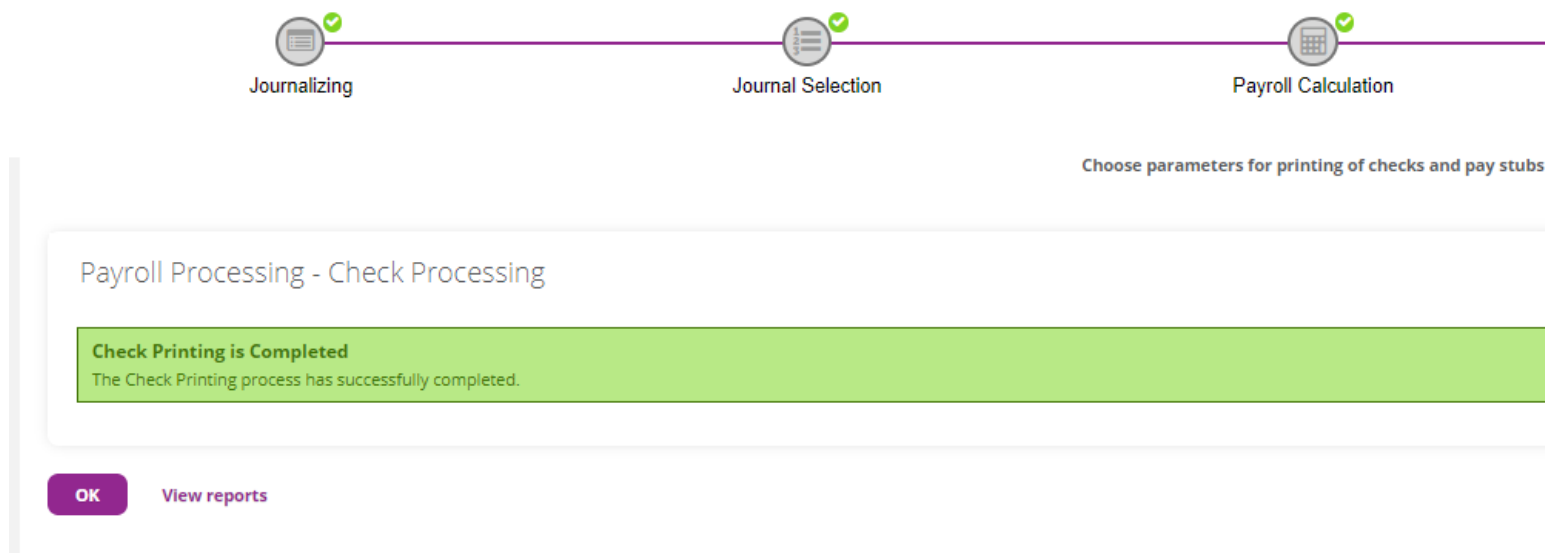 Journalizing
Journal Selection
Payroll Calculation
Choose parameters for printing of checks and pay stubs
Payroll Processing - Check Processing
Check Printing is Completed
The Check Printing process has successfully completed.
OK
View reports